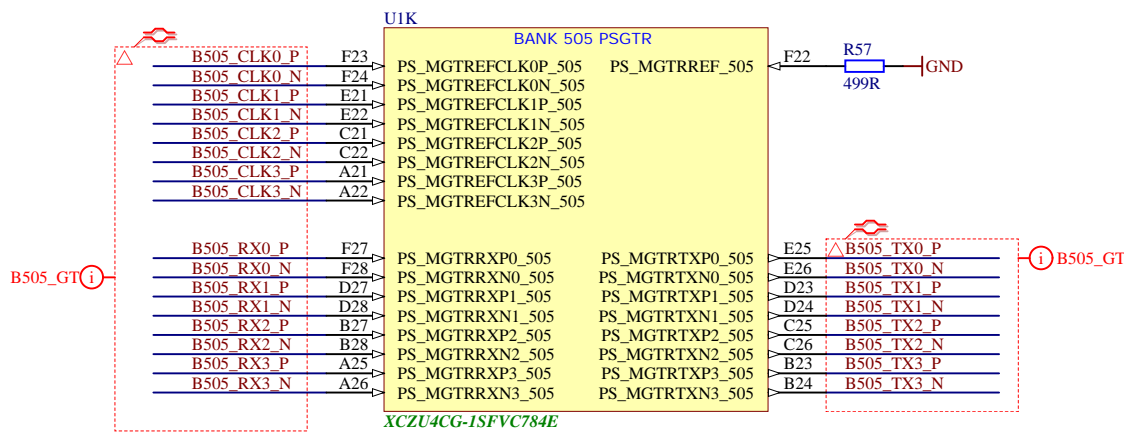 U1K
BANK 505 PSGTR
B505_CLK0_P F23 PS_MGTREFCLK0P_505 PS_MGTRREF_505 F22 R57 499R GND
B505_CLK0_N F24 PS_MGTREFCLK0N_505
B505_CLK1_P E21 PS_MGTREFCLK1P_505
B505_CLK1_N E22 PS_MGTREFCLK1N_505
B505_CLK2_P C21 PS_MGTREFCLK2P_505
B505_CLK2_N C22 PS_MGTREFCLK2N_505
B505_CLK3_P A21 PS_MGTREFCLK3P_505
B505_CLK3_N A22 PS_MGTREFCLK3N_505
B505_RX0_P F27 PS_MGTRRXP0_505 PS_MGTRTXP0_505 E25 B505_TX0_P
B505_GT i B505_RX0_N F28 PS_MGTRRXN0_505 PS_MGTRTXN0_505 E26 B505_TX0_N i B505_GT
B505_RX1_P D27 PS_MGTRRXP1_505 PS_MGTRTXP1_505 D23 B505_TX1_P
B505_RX1_N D28 PS_MGTRRXN1_505 PS_MGTRTXN1_505 D24 B505_TX1_N
B505_RX2_P B27 PS_MGTRRXP2_505 PS_MGTRTXP2_505 C25 B505_TX2_P
B505_RX2_N B28 PS_MGTRRXN2_505 PS_MGTRTXN2_505 C26 B505_TX2_N
B505_RX3_P A25 PS_MGTRRXP3_505 PS_MGTRTXP3_505 B23 B505_TX3_P
B505_RX3_N A26 PS_MGTRRXN3_505 PS_MGTRTXN3_505 B24 B505_TX3_N
XCZU4CG-1SFVC784E